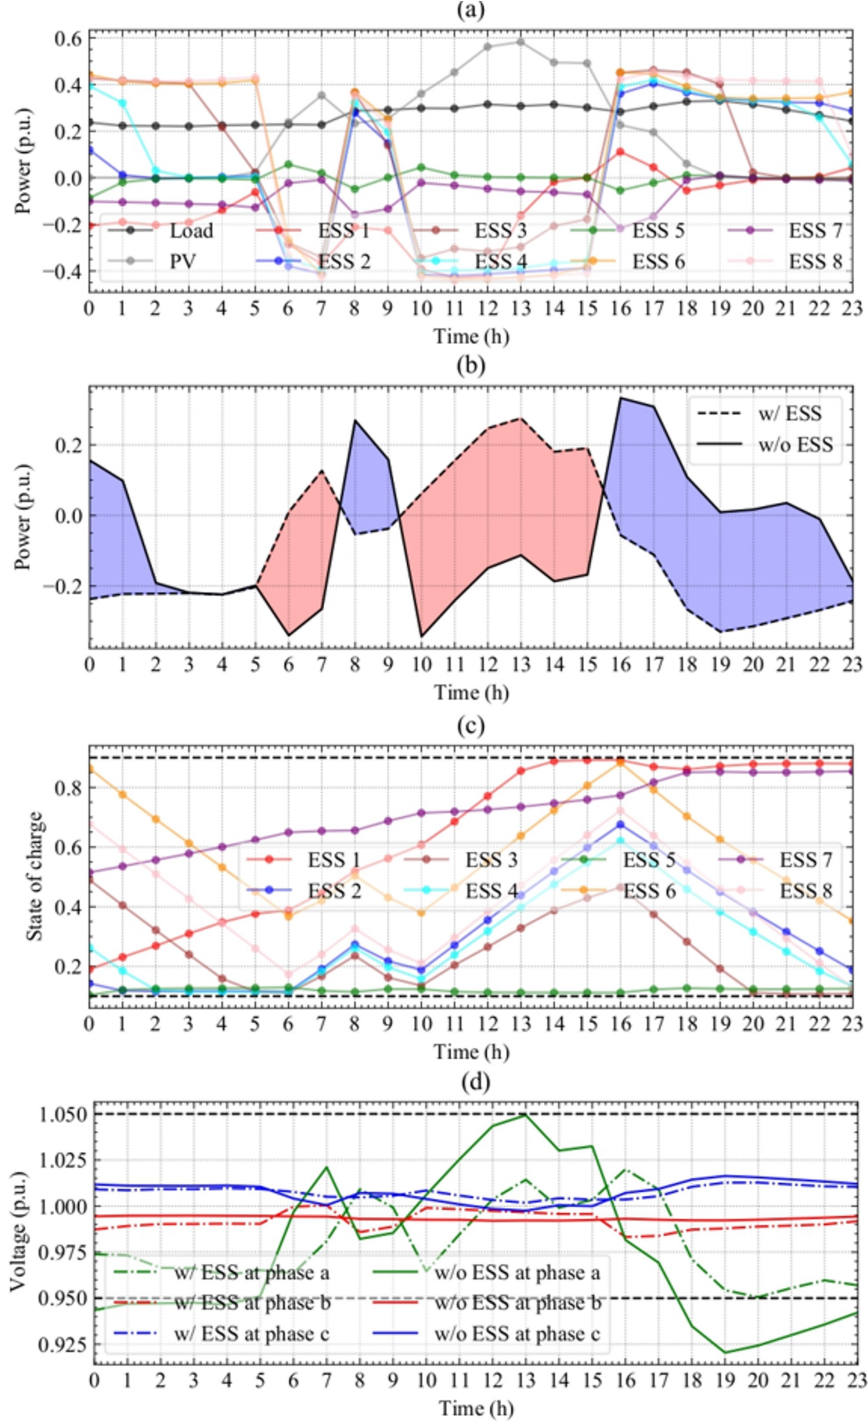 (a)
0.6
0.4
0.2
0.0
−0.2
−0.4
Power (p.u.)
Load ESS 1 ESS 3 ESS 5 ESS 7
PV ESS 2 ESS 4 ESS 6 ESS 8
0 1 2 3 4 5 6 7 8 9 10 11 12 13 14 15 16 17 18 19 20 21 22 23
Time (h)
(b)
0.2
0.0
−0.2
Power (p.u.)
w/ ESS
w/o ESS
0 1 2 3 4 5 6 7 8 9 10 11 12 13 14 15 16 17 18 19 20 21 22 23
Time (h)
(c)
0.8
0.6
0.4
0.2
State of charge
ESS 1 ESS 3 ESS 5 ESS 7
ESS 2 ESS 4 ESS 6 ESS 8
0 1 2 3 4 5 6 7 8 9 10 11 12 13 14 15 16 17 18 19 20 21 22 23
Time (h)
(d)
1.050
1.025
1.000
0.975
0.950
0.925
Voltage (p.u.)
w/ ESS at phase a w/o ESS at phase a
w/ ESS at phase b w/o ESS at phase b
w/ ESS at phase c w/o ESS at phase c
0 1 2 3 4 5 6 7 8 9 10 11 12 13 14 15 16 17 18 19 20 21 22 23
Time (h)